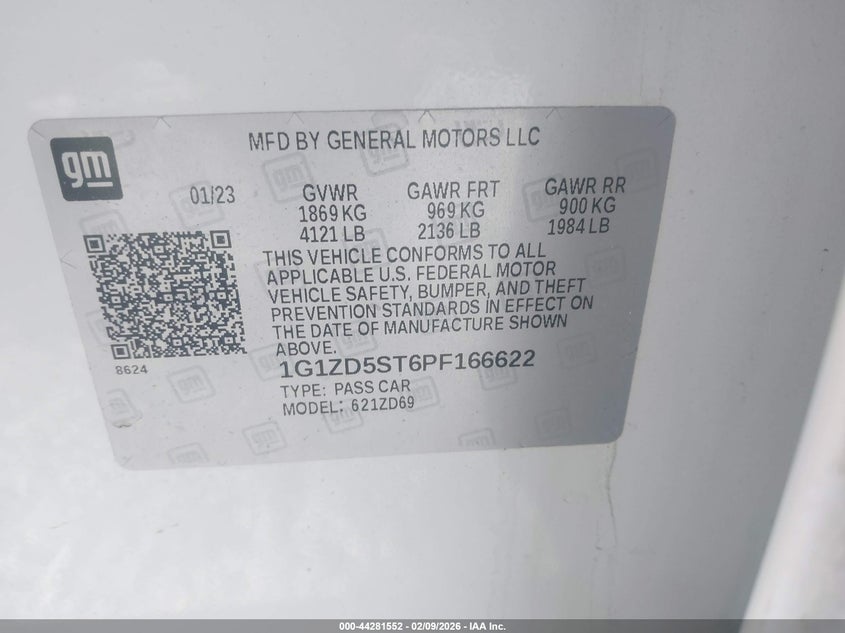 MFD BY GENERAL MOTORS LLC
gm
01/23
GVWR GAWR FRT GAWR RR
1869 KG 969 KG 900 KG
4121 LB 2136 LB 1984 LB
THIS VEHICLE CONFORMS TO ALL
APPLICABLE U.S. FEDERAL MOTOR
VEHICLE SAFETY, BUMPER, AND THEFT
PREVENTION STANDARDS IN EFFECT ON
THE DATE OF MANUFACTURE SHOWN
ABOVE.
8624
1G1ZD5ST6PF166622
TYPE: PASS CAR
MODEL: 621ZD69
000-44281552 - 02/09/2026 - IAA Inc.